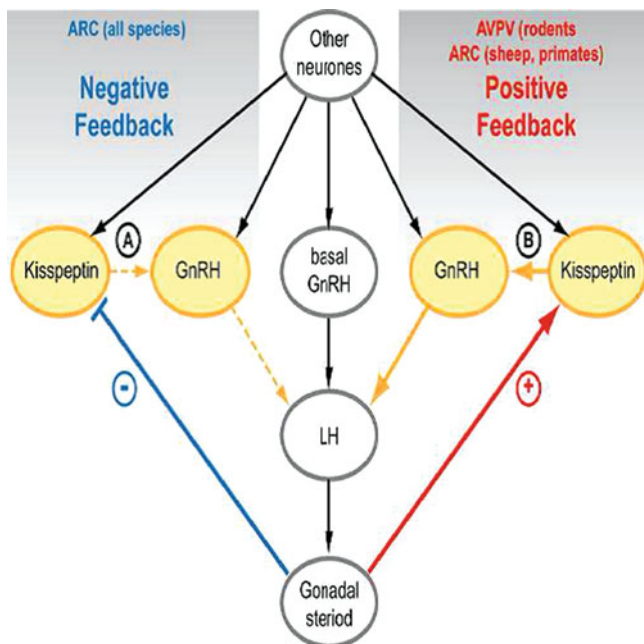 ARC (all species)
Negative
Feedback
Other
neurones
AVPV (rodents
ARC (sheep, primates)
Positive
Feedback
A
B
Kisspeptin
GnRH
basal
GnRH
GnRH
Kisspeptin
-
+
LH
Gonadal
steriod